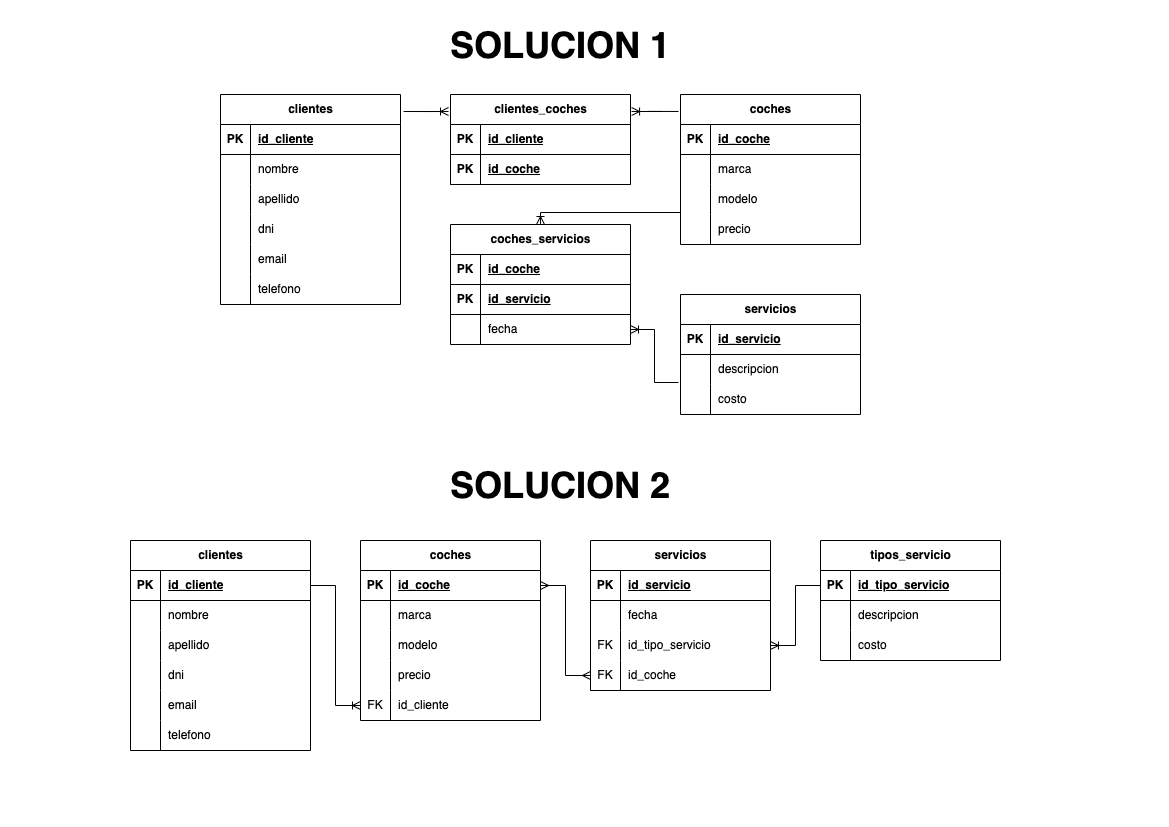 SOLUCION 1
clientes
PK id_cliente
nombre
apellido
dni
email
telefono
clientes_coches
PK id_cliente
PK id_coche
coches
PK id_coche
marca
modelo
precio
coches_servicios
PK id_coche
PK id_servicio
fecha
servicios
PK id_servicio
descripcion
costo
SOLUCION 2
clientes
PK id_cliente
nombre
apellido
dni
email
telefono
coches
PK id_coche
marca
modelo
precio
FK id_cliente
servicios
PK id_servicio
fecha
FK id_tipo_servicio
FK id_coche
tipos_servicio
PK id_tipo_servicio
descripcion
costo